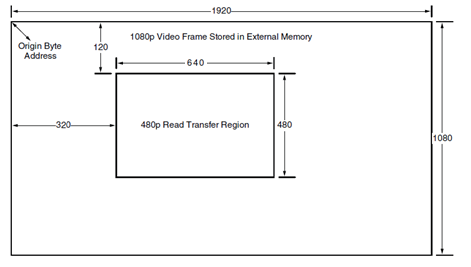 1920
Origin Byte
Address
120
1080p Video Frame Stored in External Memory
640
320
480p Read Transfer Region
480
1080